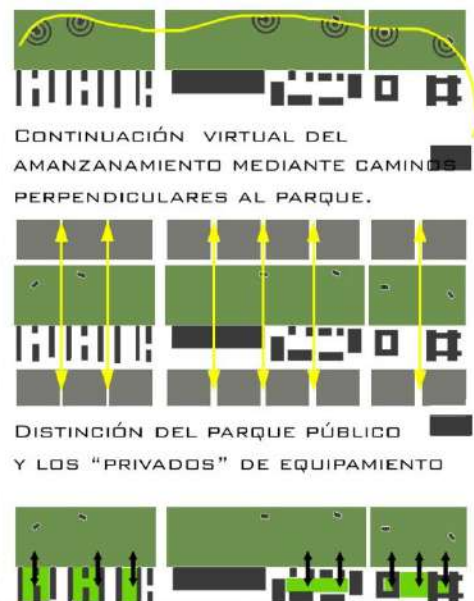 CONTINUACIÓN VIRTUAL DEL
AMANZANAMIENTO MEDIANTE CAMINOS
PERPENDICULARES AL PARQUE.
DISTINCIÓN DEL PARQUE PÚBLICO
Y LOS "PRIVADOS" DE EQUIPAMIENTO